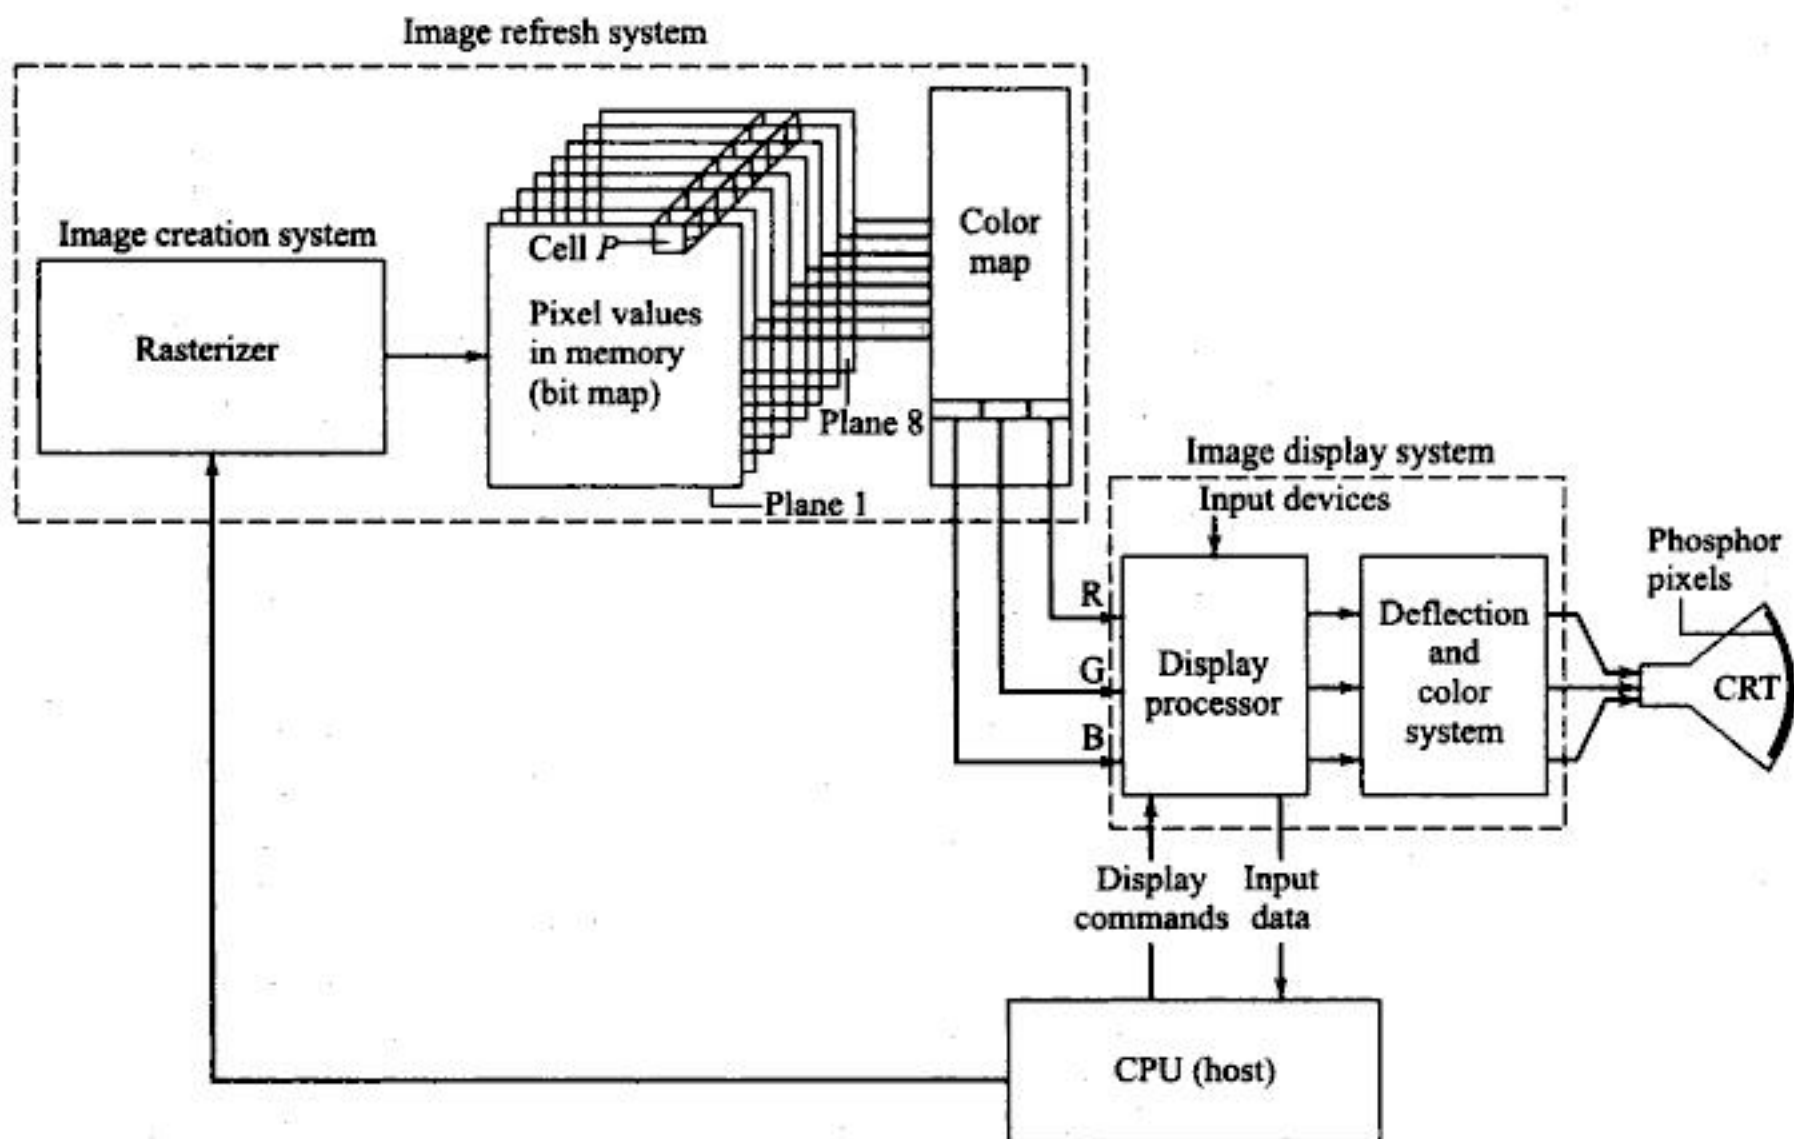 Image refresh system
Image creation system
Rasterizer
Cell P
Pixel values
in memory
(bit map)
Plane 8
Plane 1
Color
map
Image display system
Input devices
R
G
B
Display
processor
Deflection
and
color
system
Phosphor
pixels
CRT
Display
commands
Input
data
CPU (host)